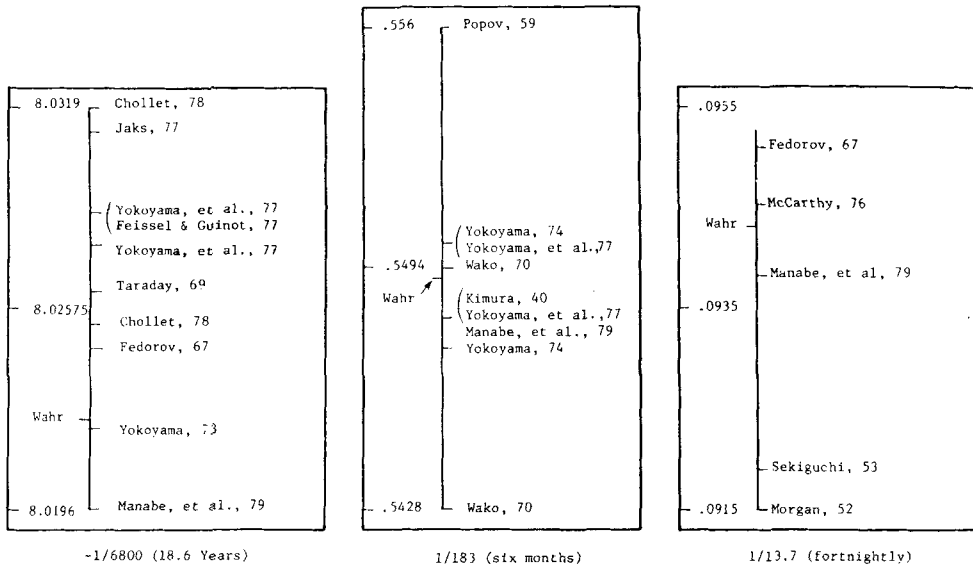 8.0319 Chollet, 78
Jaks, 77
Yokoyama, et al., 77
Feissel & Guinot, 77
Yokoyama, et al., 77
Taraday, 69
8.02575
Chollet, 78
Fedorov, 67
Wahr
Yokoyama, 73
8.0196 Manabe, et al., 79
~1/6800 (18.6 Years)
.556 Popov, 59
Yokoyama, 74
Yokoyama, et al.,77
.5494 Wako, 70
Wahr
Kimura, 40
Yokoyama, et al.,77
Manabe, et al., 79
Yokoyama, 74
.5428 Wako, 70
1/183 (six months)
.0955
Fedorov, 67
McCarthy, 76
Wahr
Manabe, et al, 79
.0935
Sekiguchi, 53
.0915 Morgan, 52
1/13.7 (fortnightly)